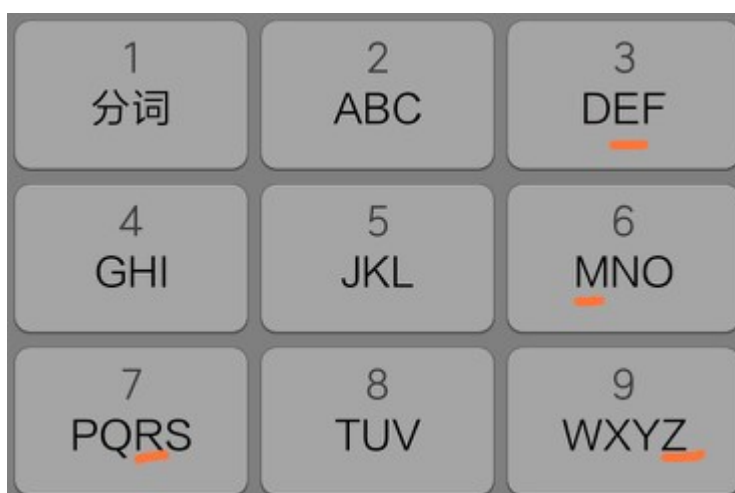 1 2 3
分词 ABC DEF
4 5 6
GHI JKL MNO
7 8 9
PQRS TUV WXYZ